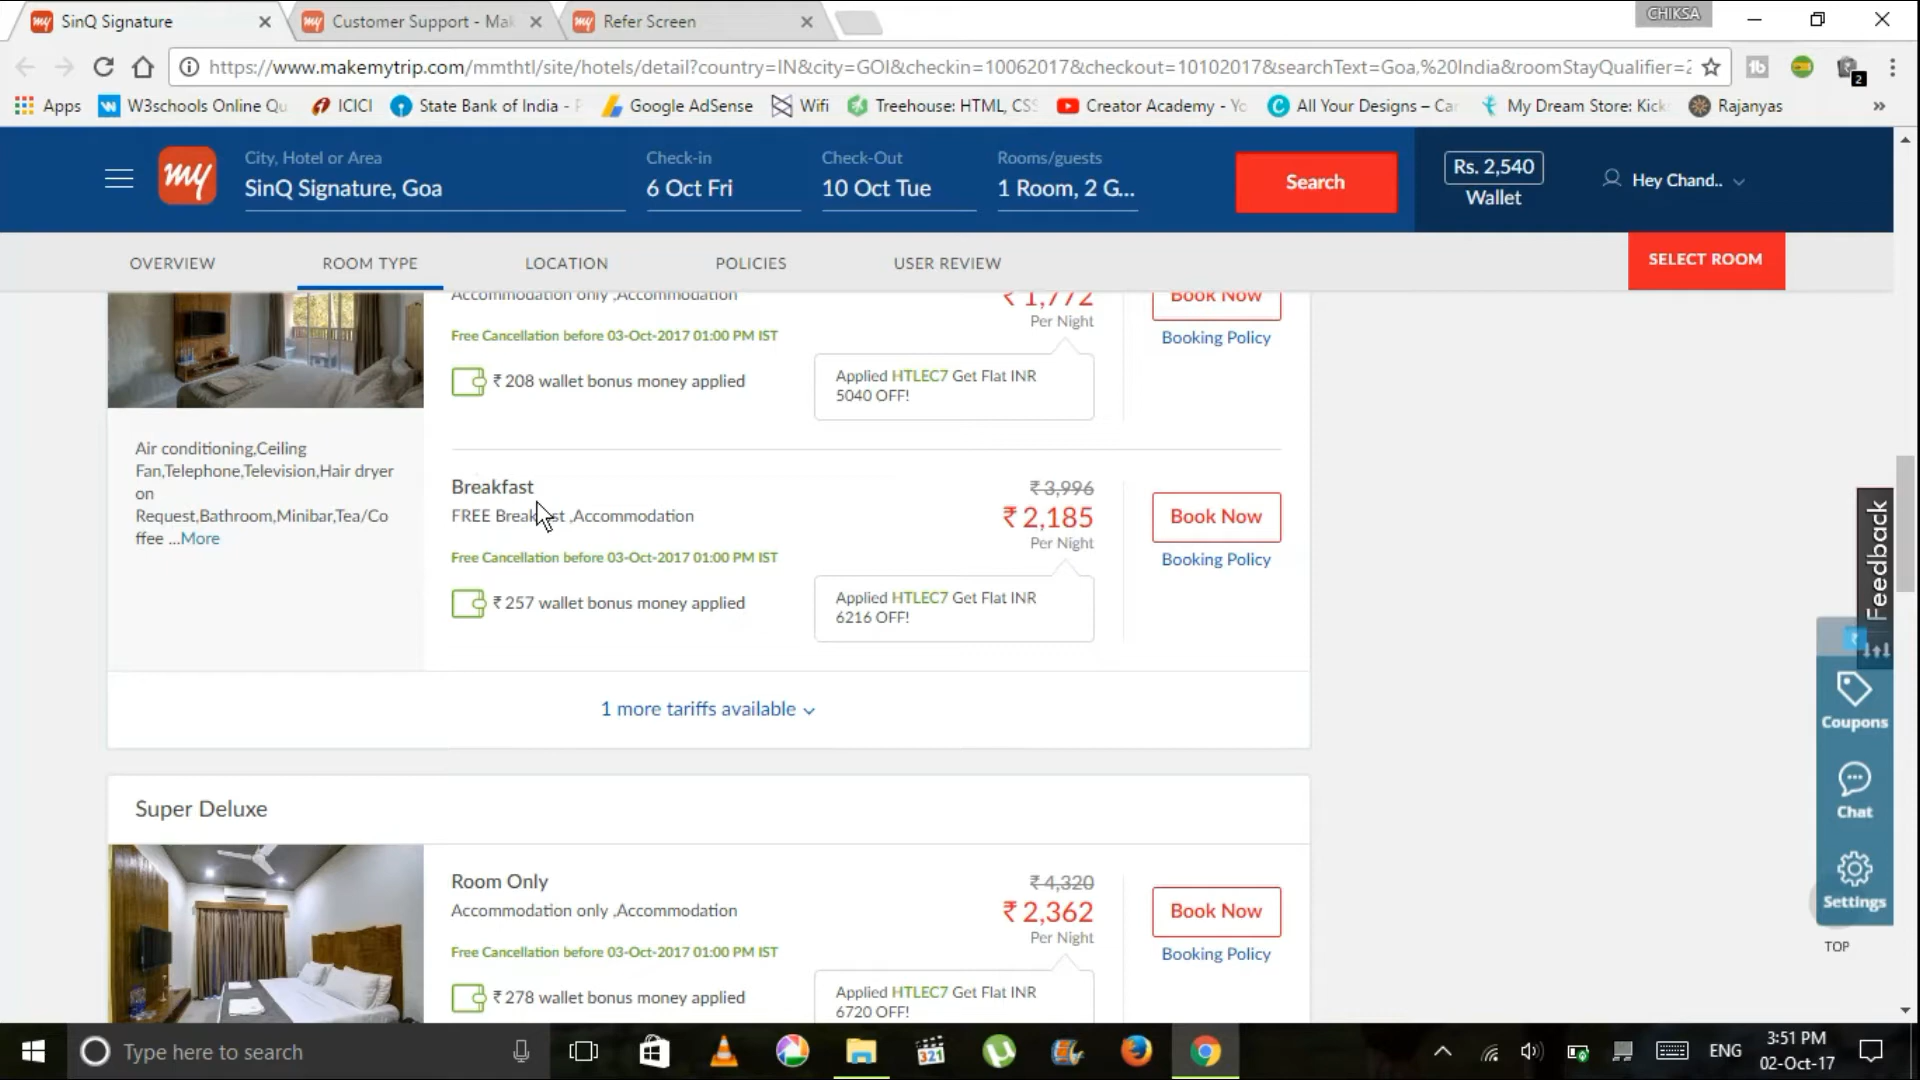 SinQ Signature
Customer Support - Mak
Refer Screen
CHIKSA
https://www.makemytrip.com/mmthtl/site/hotels/detail?country=IN&city=GOI&checkin=10062017&checkout=10102017&searchText=Goa,%20India&roomStayQualifier=2
2
Apps
W3schools Online Qu
ICICI
State Bank of India - P
Google AdSense
Wifi
Treehouse: HTML, CSS
Creator Academy - Yo
All Your Designs – Can
My Dream Store: Kick
Rajanyas
»
my
City, Hotel or Area
SinQ Signature, Goa
Check-in
6 Oct Fri
Check-Out
10 Oct Tue
Rooms/guests
1 Room, 2 G...
Search
Rs. 2,540
Wallet
Hey Chand..
OVERVIEW
ROOM TYPE
LOCATION
POLICIES
USER REVIEW
SELECT ROOM
Accommodation only ,Accommodation
₹ 1,772
Per Night
Book Now
Booking Policy
Free Cancellation before 03-Oct-2017 01:00 PM IST
₹ 208 wallet bonus money applied
Applied HTLEC7 Get Flat INR
5040 OFF!
Air conditioning,Ceiling
Fan,Telephone,Television,Hair dryer
on
Request,Bathroom,Minibar,Tea/Co
ffee ...More
Breakfast
FREE Breakfast ,Accommodation
₹ 3,996
₹ 2,185
Per Night
Book Now
Booking Policy
Free Cancellation before 03-Oct-2017 01:00 PM IST
₹ 257 wallet bonus money applied
Applied HTLEC7 Get Flat INR
6216 OFF!
1 more tariffs available
Super Deluxe
Room Only
Accommodation only ,Accommodation
₹ 4,320
₹ 2,362
Per Night
Book Now
Booking Policy
Free Cancellation before 03-Oct-2017 01:00 PM IST
₹ 278 wallet bonus money applied
Applied HTLEC7 Get Flat INR
6720 OFF!
Feedback
₹
Coupons
Chat
Settings
TOP
Type here to search
321
ENG
3:51 PM
02-Oct-17